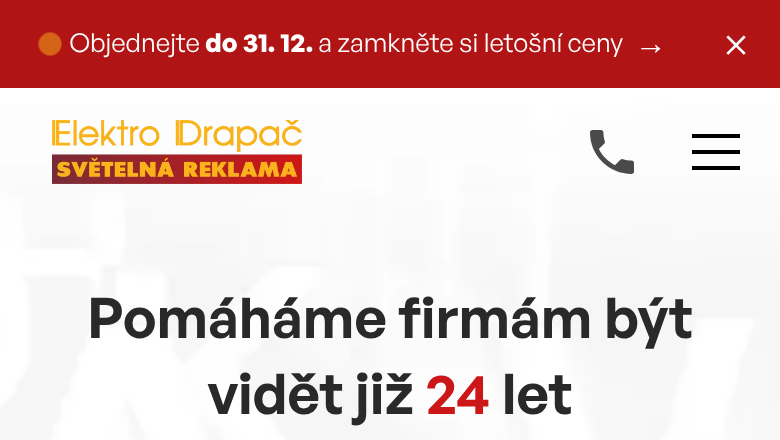 Objednejte do 31. 12. a zamkněte si letošní ceny →
Elektro Drapač
SVĚTELNÁ REKLAMA
Pomáháme firmám být
vidět již 24 let